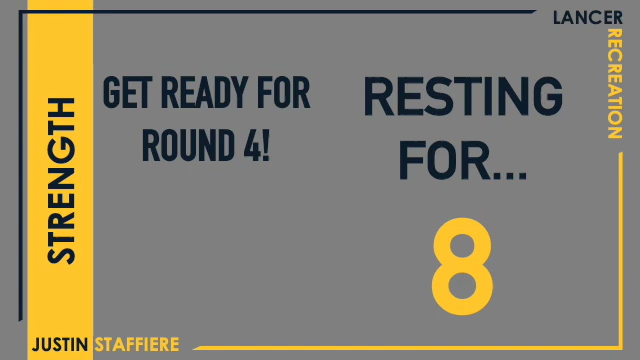 LANCER
RECREATION
STRENGTH
GET READY FOR
ROUND 4!
RESTING
FOR...
8
JUSTIN STAFFIERE